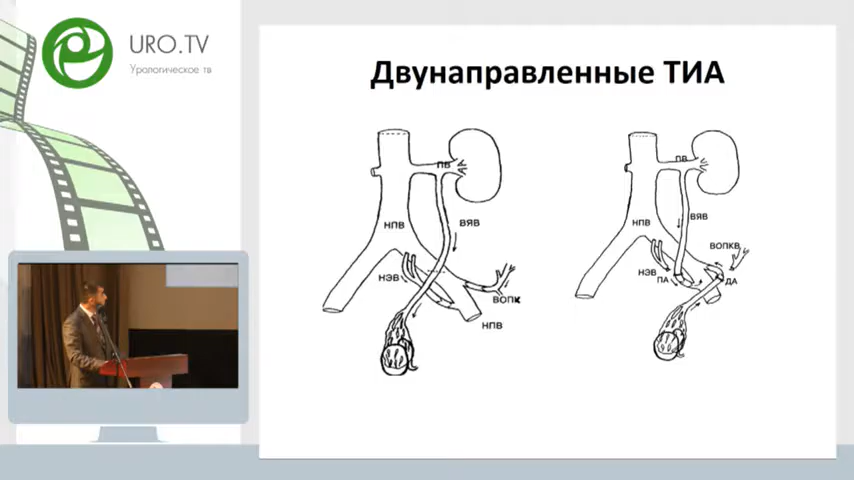 URO.TV
Урологическое тв
Двунаправленные ТИА
ПВ
НПВ
ВЯВ
НЭВ
ВОПК
НПВ
ПВ
НПВ
ВЯВ
ВОПКВ
НЭВ
ПА
ДА